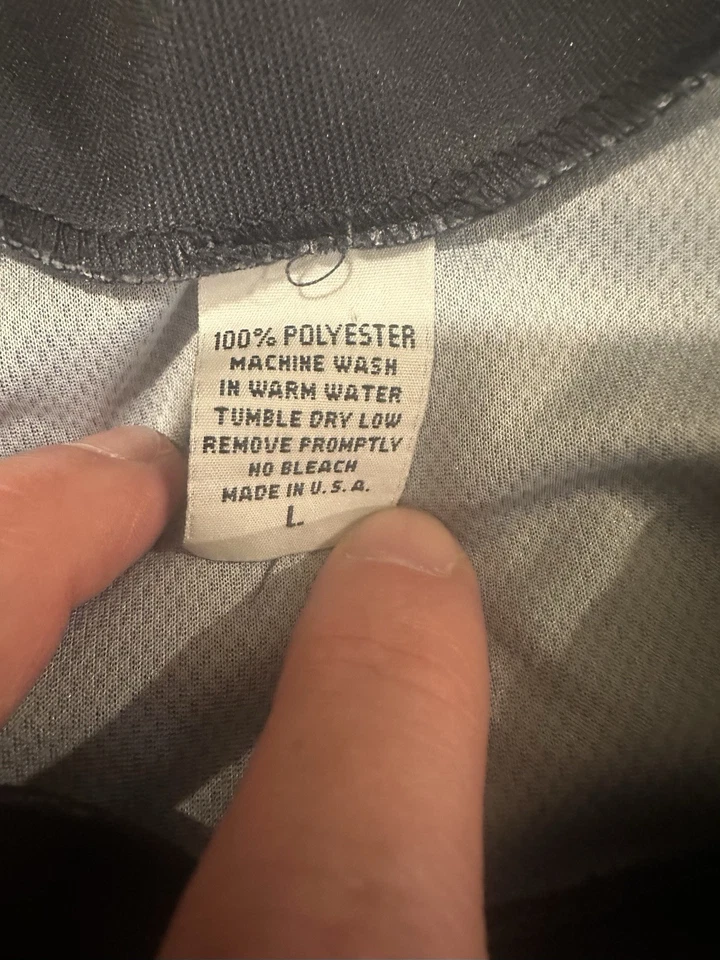 100% POLYESTER
MACHINE WASH
IN WARM WATER
TUMBLE DRY LOW
REMOVE PROMPTLY
NO BLEACH
MADE IN U.S.A.
L